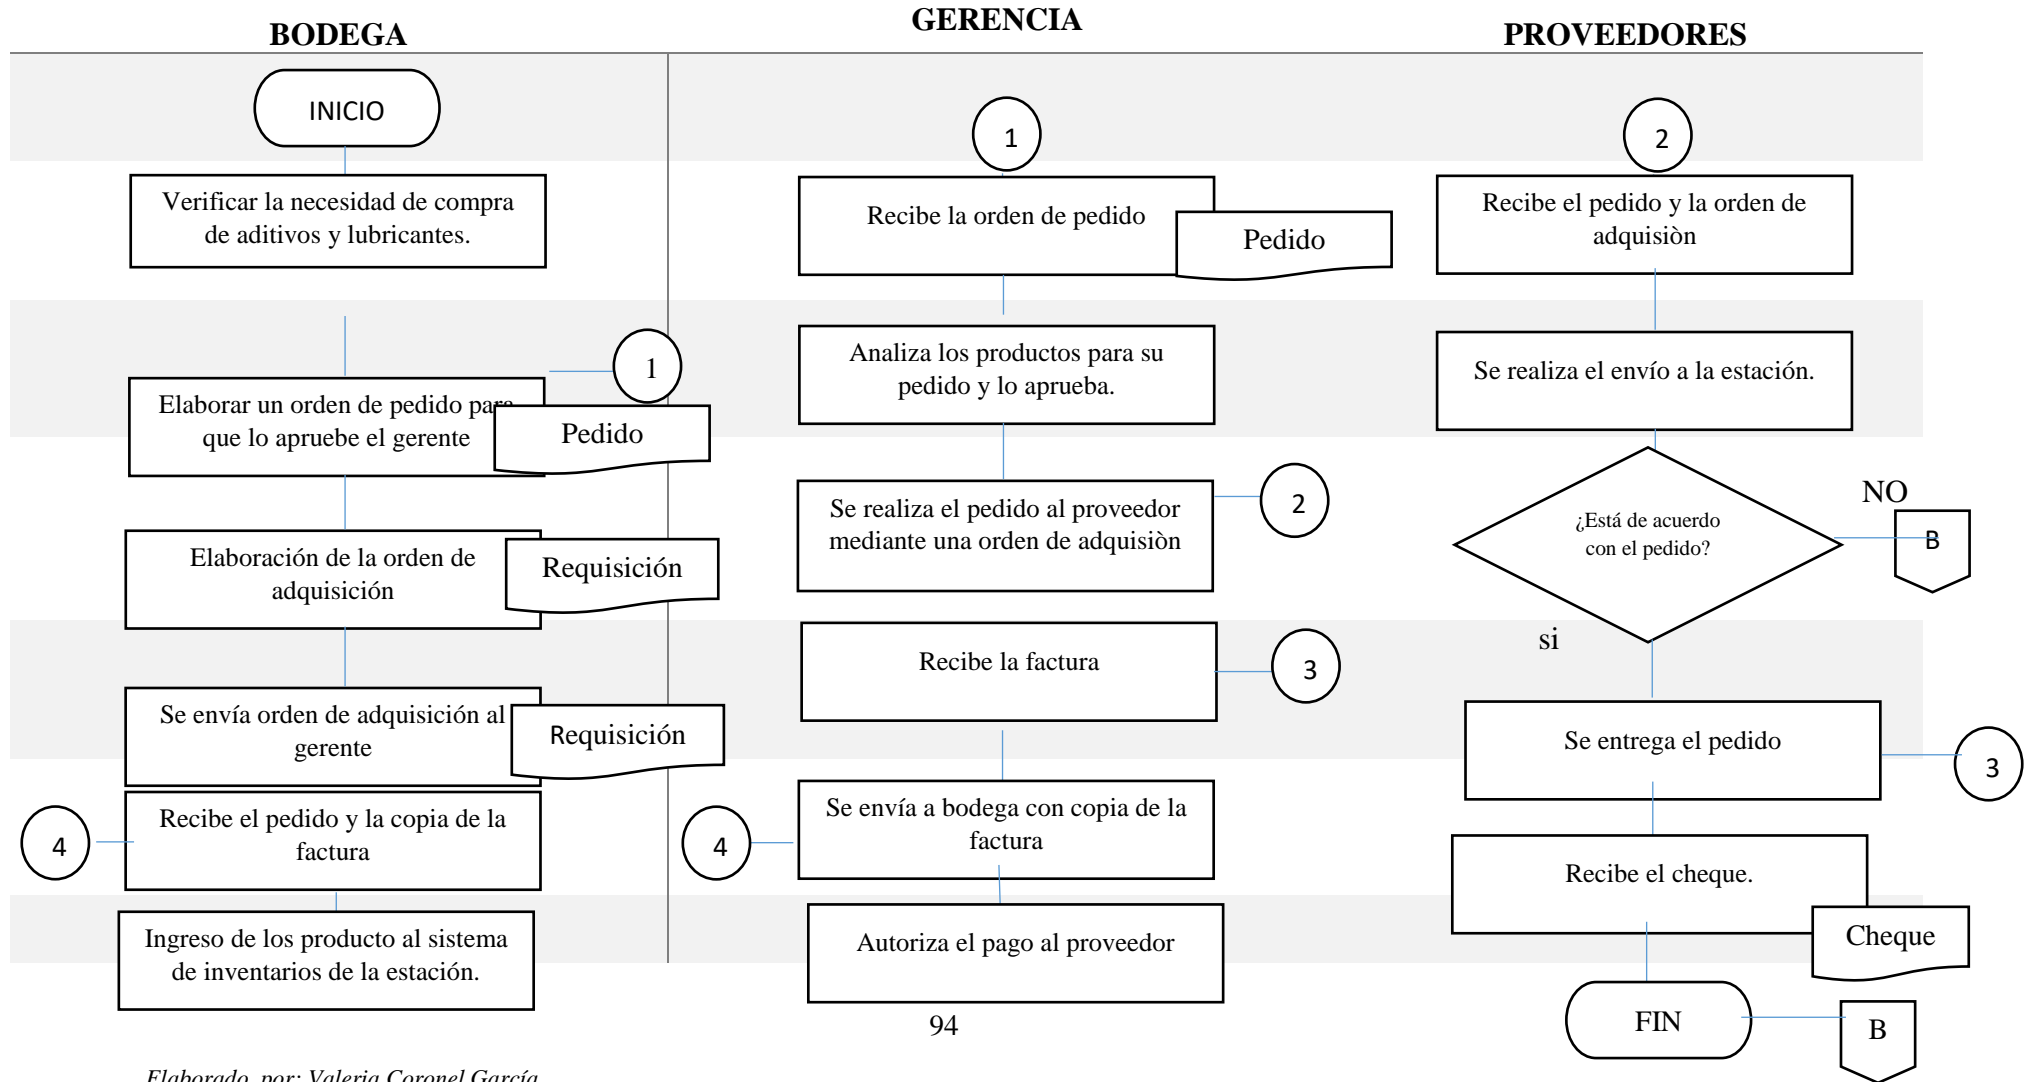 BODEGA
GERENCIA
PROVEEDORES
INICIO
Verificar la necesidad de compra
de aditivos y lubricantes.
1
Elaborar un orden de pedido para
que lo apruebe el gerente
Pedido
Elaboración de la orden de
adquisición
Requisición
Se envía orden de adquisición al
gerente
Requisición
4
Recibe el pedido y la copia de la
factura
Ingreso de los producto al sistema
de inventarios de la estación.
1
Recibe la orden de pedido
Pedido
Analiza los productos para su
pedido y lo aprueba.
Se realiza el pedido al proveedor
mediante una orden de adquisiòn
2
Recibe la factura
3
4
Se envía a bodega con copia de la
factura
Autoriza el pago al proveedor
2
Recibe el pedido y la orden de
adquisiòn
Se realiza el envío a la estación.
¿Está de acuerdo
con el pedido?
NO
B
si
Se entrega el pedido
3
Recibe el cheque.
Cheque
FIN
B
94
Elaborado por: Valeria Coronel García